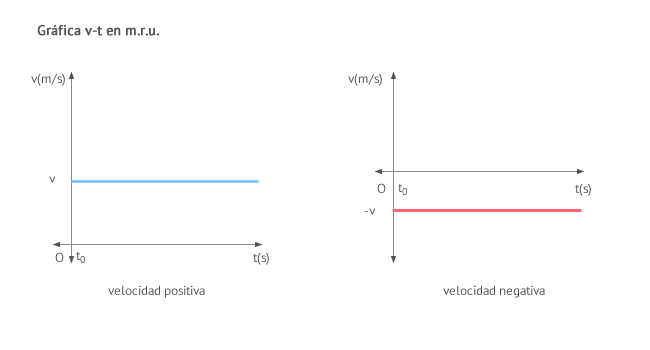 Gráfica v-t en m.r.u.
v(m/s)
v
O t₀
t(s)
velocidad positiva
v(m/s)
O t₀
t(s)
-v
velocidad negativa